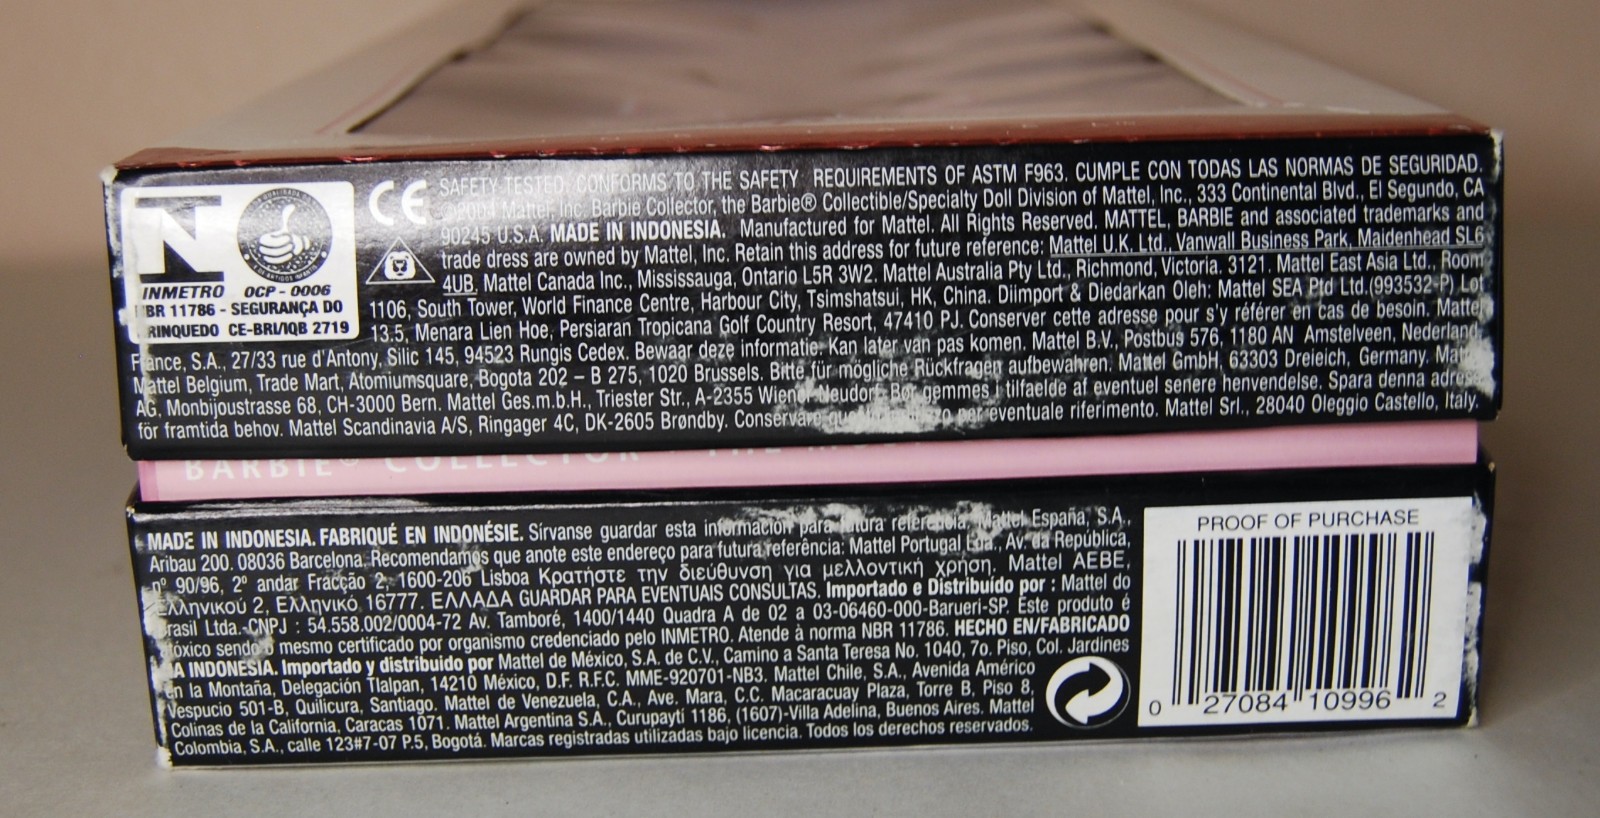 INMETRO OCP - 0006
NBR 11786 - SEGURANÇA DO
BRINQUEDO CE-BRI/IQB 2719
CE
SAFETY TESTED. CONFORMS TO THE SAFETY REQUIREMENTS OF ASTM F963. CUMPLE CON TODAS LAS NORMAS DE SEGURIDAD.
©2004 Mattel, Inc. Barbie Collector, the Barbie® Collectible/Specialty Doll Division of Mattel, Inc., 333 Continental Blvd., El Segundo, CA
90245 U.S.A. MADE IN INDONESIA. Manufactured for Mattel. All Rights Reserved. MATTEL, BARBIE and associated trademarks and
trade dress are owned by Mattel, Inc. Retain this address for future reference: Mattel U.K. Ltd., Vanwall Business Park, Maidenhead SL6
4UB. Mattel Canada Inc., Mississauga, Ontario L5R 3W2. Mattel Australia Pty Ltd., Richmond, Victoria. 3121. Mattel East Asia Ltd., Room
1106, South Tower, World Finance Centre, Harbour City, Tsimshatsui, HK, China. Diimport & Diedarkan Oleh: Mattel SEA Ptd Ltd.(993532-P) Lot
13.5, Menara Lien Hoe, Persiaran Tropicana Golf Country Resort, 47410 PJ. Conserver cette adresse pour s'y référer en cas de besoin. Mattel
France, S.A., 27/33 rue d'Antony, Silic 145, 94523 Rungis Cedex. Bewaar deze informatie. Kan later van pas komen. Mattel B.V., Postbus 576, 1180 AN Amstelveen, Nederland.
Mattel Belgium, Trade Mart, Atomiumsquare, Bogota 202 – B 275, 1020 Brussels. Bitte für mögliche Rückfragen aufbewahren. Mattel GmbH, 63303 Dreieich, Germany. Mattel
AG, Monbijoustrasse 68, CH-3000 Bern. Mattel Ges.m.b.H., Triester Str., A-2355 Wiener Neudorf. Bør gemmes i tilfaelde af eventuel senere henvendelse. Spara denna adress
för framtida behov. Mattel Scandinavia A/S, Ringager 4C, DK-2605 Brøndby. Conservare per eventuale riferimento. Mattel Srl., 28040 Oleggio Castello, Italy.
BARBIE® COLLECTOR
MADE IN INDONESIA. FABRIQUÉ EN INDONÉSIE. Sírvanse guardar esta información para futura referencia. Mattel España, S.A.,
Aribau 200. 08036 Barcelona. Recomendamos que anote este endereço para futura referência: Mattel Portugal Lda., Av. da República,
nº 90/96, 2º andar Fracção 2, 1600-206 Lisboa Κρατήστε την διεύθυνση για μελλοντική χρήση. Mattel AEBE,
Ελληνικού 2, Ελληνικό 16777. ΕΛΛΑΔΑ GUARDAR PARA EVENTUAIS CONSULTAS. Importado e Distribuído por : Mattel do
Brasil Ltda. CNPJ : 54.558.002/0004-72 Av. Tamboré, 1400/1440 Quadra A de 02 a 03-06460-000-Barueri-SP. Este produto é
atóxico sendo o mesmo certificado por organismo credenciado pelo INMETRO. Atende à norma NBR 11786. HECHO EN/FABRICADO
NA INDONESIA. Importado y distribuido por Mattel de México, S.A. de C.V., Camino a Santa Teresa No. 1040, 7o. Piso, Col. Jardines
en la Montaña, Delegación Tlalpan, 14210 México, D.F. R.F.C. MME-920701-NB3. Mattel Chile, S.A., Avenida Américo
Vespucio 501-B, Quilicura, Santiago. Mattel de Venezuela, C.A., Ave. Mara, C.C. Macaracuay Plaza, Torre B, Piso 8,
Colinas de la California, Caracas 1071. Mattel Argentina S.A., Curupaytí 1186, (1607)-Villa Adelina, Buenos Aires. Mattel
Colombia, S.A., calle 123#7-07 P.5, Bogotá. Marcas registradas utilizadas bajo licencia. Todos los derechos reservados.
PROOF OF PURCHASE
0 27084 10996 2